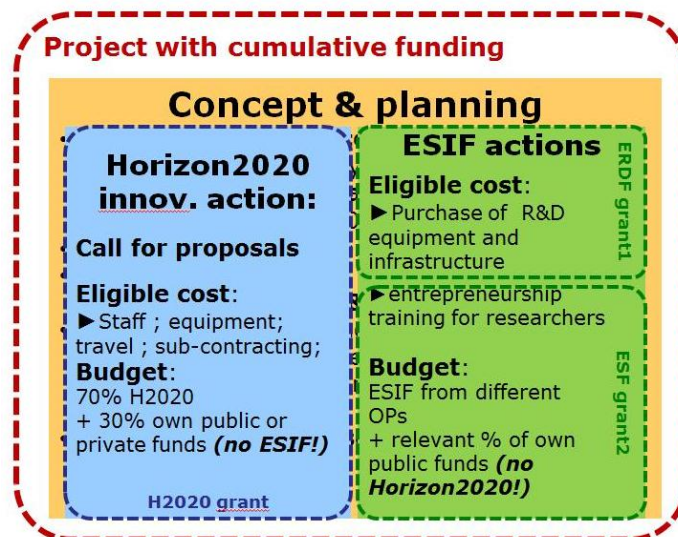 Project with cumulative funding
Concept & planning
Horizon2020
innov. action:
Call for proposals
Eligible cost:
►Staff ; equipment;
travel ; sub-contracting;
Budget:
70% H2020
+ 30% own public or
private funds (no ESIF!)
H2020 grant
ESIF actions
Eligible cost:
►Purchase of R&D
equipment and
infrastructure
ERDF grant1
►entrepreneurship
training for researchers
Budget:
ESIF from different
OPs
+ relevant % of own
public funds (no
Horizon2020!)
ESF grant2